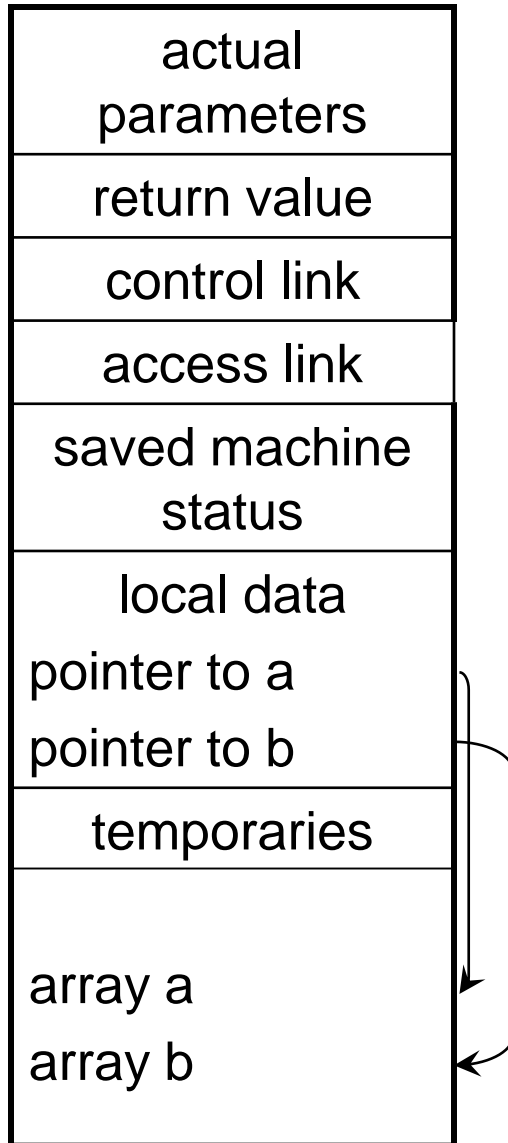 actual
parameters
return value
control link
access link
saved machine
status
local data
pointer to a
pointer to b
temporaries
array a
array b